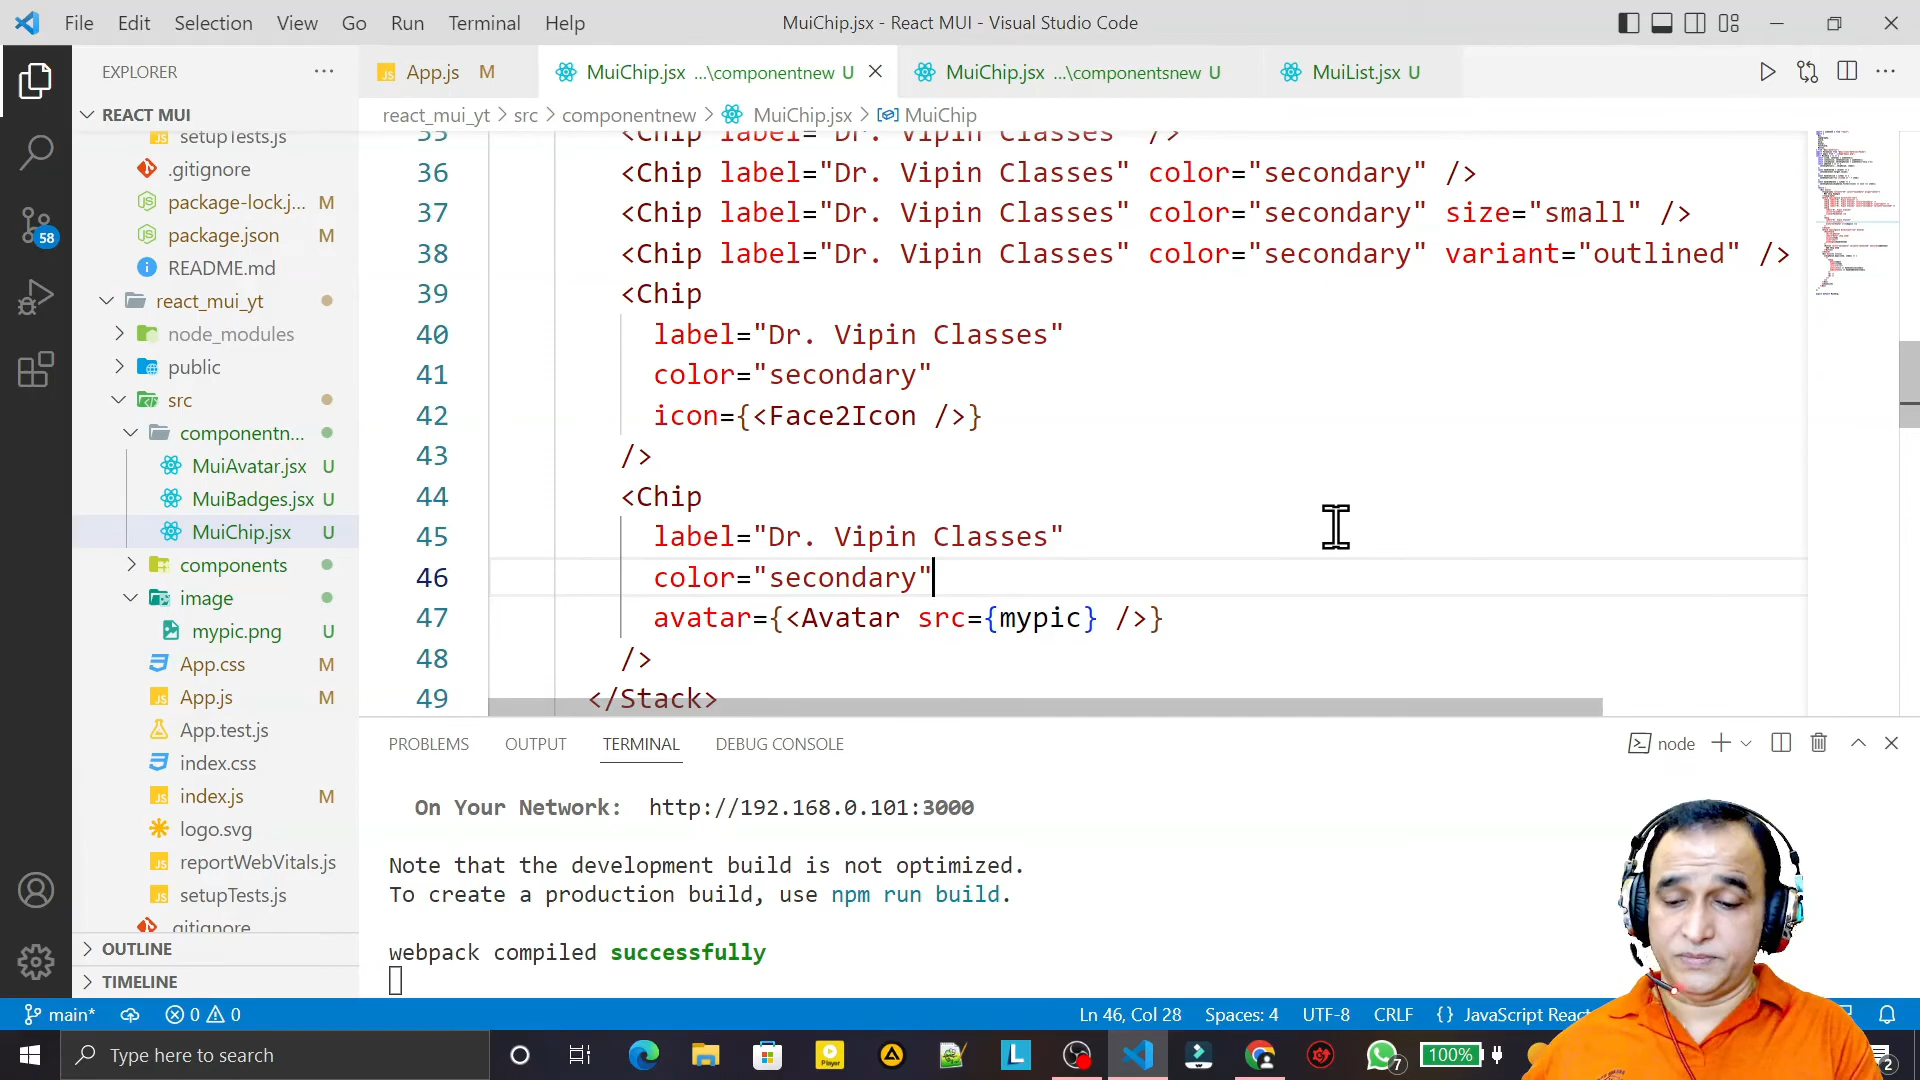 File Edit Selection View Go Run Terminal Help MuiChip.jsx - React MUI - Visual Studio Code
EXPLORER
App.js M
MuiChip.jsx ...\componentnew U
MuiChip.jsx ...\componentsnew U
MuiList.jsx U
REACT MUI
react_mui_yt > src > componentnew > MuiChip.jsx > MuiChip
setupTests.js
.gitignore
package-lock.j... M
package.json M
README.md
react_mui_yt
node_modules
public
src
componentn...
MuiAvatar.jsx U
MuiBadges.jsx U
MuiChip.jsx U
components
image
mypic.png U
App.css M
App.js M
App.test.js
index.css
index.js M
logo.svg
reportWebVitals.js
setupTests.js
.gitignore
OUTLINE
TIMELINE
35 <Chip label="Dr. Vipin Classes" />
36 <Chip label="Dr. Vipin Classes" color="secondary" />
37 <Chip label="Dr. Vipin Classes" color="secondary" size="small" />
38 <Chip label="Dr. Vipin Classes" color="secondary" variant="outlined" />
39 <Chip
40 label="Dr. Vipin Classes"
41 color="secondary"
42 icon={<Face2Icon />}
43 />
44 <Chip
45 label="Dr. Vipin Classes"
46 color="secondary"
47 avatar={<Avatar src={mypic} />}
48 />
49 </Stack>
PROBLEMS OUTPUT TERMINAL DEBUG CONSOLE
node
On Your Network: http://192.168.0.101:3000
Note that the development build is not optimized.
To create a production build, use npm run build.
webpack compiled successfully
58
main* 0 0 Ln 46, Col 28 Spaces: 4 UTF-8 CRLF {} JavaScript React
Type here to search
Player
L
7
100%
2